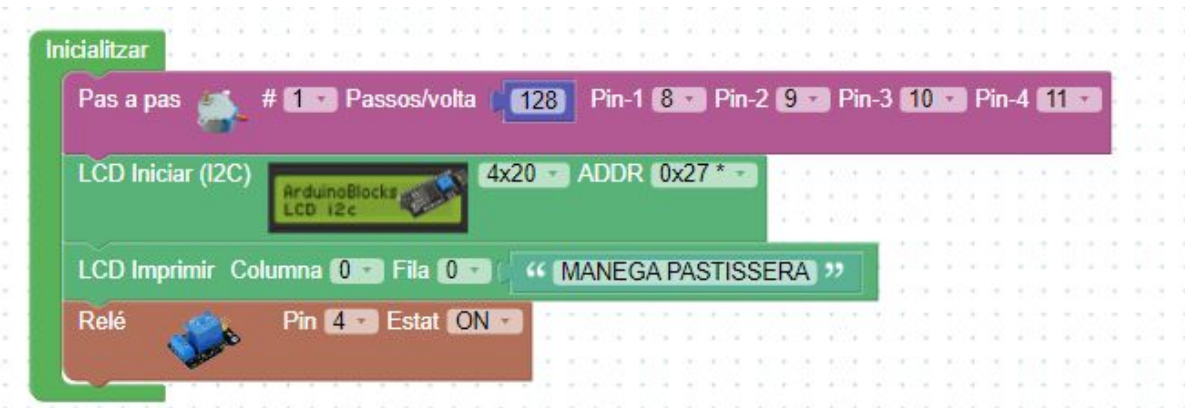 Inicialitzar
Pas a pas # 1 Passos/volta 128 Pin-1 8 Pin-2 9 Pin-3 10 Pin-4 11
LCD Iniciar (I2C) 4x20 ADDR 0x27 *
ArduinoBlocks
LCD i2c
LCD Imprimir Columna 0 Fila 0 “ MANEGA PASTISSERA ”
Relé Pin 4 Estat ON